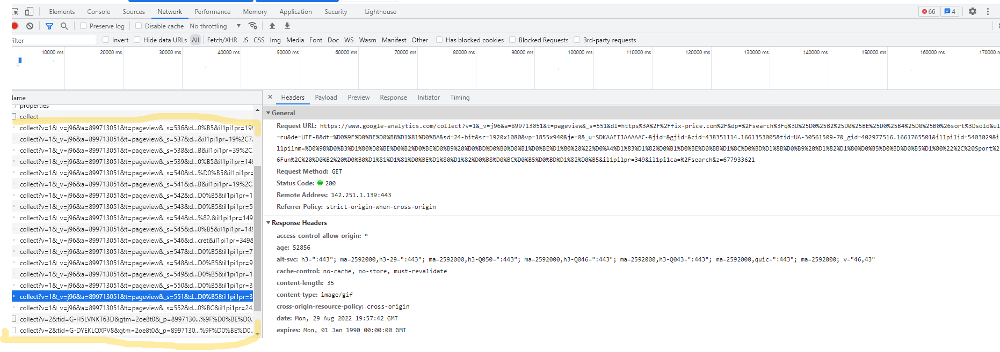 Elements Console Sources Network Performance Memory Application Security Lighthouse 66 4
Preserve log Disable cache No throttling
Filter Invert Hide data URLs All Fetch/XHR JS CSS Img Media Font Doc WS Wasm Manifest Other Has blocked cookies Blocked Requests 3rd-party requests
10000 ms 20000 ms 30000 ms 40000 ms 50000 ms 60000 ms 70000 ms 80000 ms 90000 ms 100000 ms 110000 ms 120000 ms 130000 ms 140000 ms 150000 ms 160000 ms 170000 m
Name
properties
collect
collect?v=1&_v=j96&a=899713051&t=pageview&_s=536&d...0%B5&il1pi1pr=199
collect?v=1&_v=j96&a=899713051&t=pageview&_s=537&d...&il1pi1pr=19%2C7.
collect?v=1&_v=j96&a=899713051&t=pageview&_s=538&d...B&il1pi1pr=39%2C.
collect?v=1&_v=j96&a=899713051&t=pageview&_s=539&d...0%B5&il1pi1pr=149
collect?v=1&_v=j96&a=899713051&t=pageview&_s=540&d...%D0%B5&il1pi1pr=
collect?v=1&_v=j96&a=899713051&t=pageview&_s=541&d...B&il1pi1pr=19%2C.
collect?v=1&_v=j96&a=899713051&t=pageview&_s=542&d...D0%B5&il1pi1pr=1
collect?v=1&_v=j96&a=899713051&t=pageview&_s=543&d...D0%B5&il1pi1pr=5
collect?v=1&_v=j96&a=899713051&t=pageview&_s=544&d...%82.&il1pi1pr=149
collect?v=1&_v=j96&a=899713051&t=pageview&_s=545&d...0%B5&il1pi1pr=149
collect?v=1&_v=j96&a=899713051&t=pageview&_s=546&d...cret&il1pi1pr=3498
collect?v=1&_v=j96&a=899713051&t=pageview&_s=547&d...D0%B5&il1pi1pr=7
collect?v=1&_v=j96&a=899713051&t=pageview&_s=548&d...D0%B5&il1pi1pr=9
collect?v=1&_v=j96&a=899713051&t=pageview&_s=549&d...D0%B5&il1pi1pr=1
collect?v=1&_v=j96&a=899713051&t=pageview&_s=550&d...D0%B5&il1pi1pr=3
collect?v=1&_v=j96&a=899713051&t=pageview&_s=551&d...D0%B5&il1pi1pr=3
collect?v=1&_v=j96&a=899713051&t=pageview&_s=552&d...0%BC&il1pi1pr=24.
collect?v=2&tid=G-H5LVNKT63D&gtm=2oe8t0&_p=8997130...%9F%D0%BE%D0.
collect?v=2&tid=G-DYEKLQXPV8&gtm=2oe8t0&_p=8997130...%9F%D0%BE%D0...
× Headers Payload Preview Response Initiator Timing
General
Request URL: https://www.google-analytics.com/collect?v=1&_v=j96&a=899713051&t=pageview&_s=551&dl=https%3A%2F%2Ffix-price.com%2F&dp=%2Fsearch%3Fq%3D%25D0%25B2%25D0%25BE%25D0%25B4%25D0%25B0%26sort%3Dsold&ul
=ru&de=UTF-8&dt=%D0%9F%D0%BE%D0%B8%D1%81%D0%BA&sd=24-bit&sr=1920x1080&vp=1855x940&je=0&_u=SDKAAEIJAAAAAC~&jid=&gjid=&cid=438351114.1661353005&tid=UA-30561509-7&_gid=402977516.1661765501&il1pi1id=5403029&i
l1pi1nm=%D0%98%D0%B3%D1%80%D0%BE%D0%B2%D0%BE%D0%B9%20%D0%BD%D0%B0%D0%B1%D0%BE%D1%80%20%22%D0%A4%D1%83%D1%82%D0%B1%D0%BE%D0%BB%D1%8C%D0%BD%D1%8B%D0%B9%20%D1%82%D1%80%D0%B5%D0%BD%D0%B5%D1%80%22%2C%20Sport%2
6Fun%2C%20%D0%B2%20%D0%B0%D1%81%D1%81%D0%BE%D1%80%D1%82%D0%B8%D0%BC%D0%B5%D0%BD%D1%82%D0%B5&il1pi1pr=349&il1pi1ca=%2Fsearch&z=677933621
Request Method: GET
Status Code: 200
Remote Address: 142.251.1.139:443
Referrer Policy: strict-origin-when-cross-origin
Response Headers
access-control-allow-origin: *
age: 52856
alt-svc: h3=":443"; ma=2592000,h3-29=":443"; ma=2592000,h3-Q050=":443"; ma=2592000,h3-Q046=":443"; ma=2592000,h3-Q043=":443"; ma=2592000,quic=":443"; ma=2592000; v="46,43"
cache-control: no-cache, no-store, must-revalidate
content-length: 35
content-type: image/gif
cross-origin-resource-policy: cross-origin
date: Mon, 29 Aug 2022 19:57:42 GMT
expires: Mon, 01 Jan 1990 00:00:00 GMT